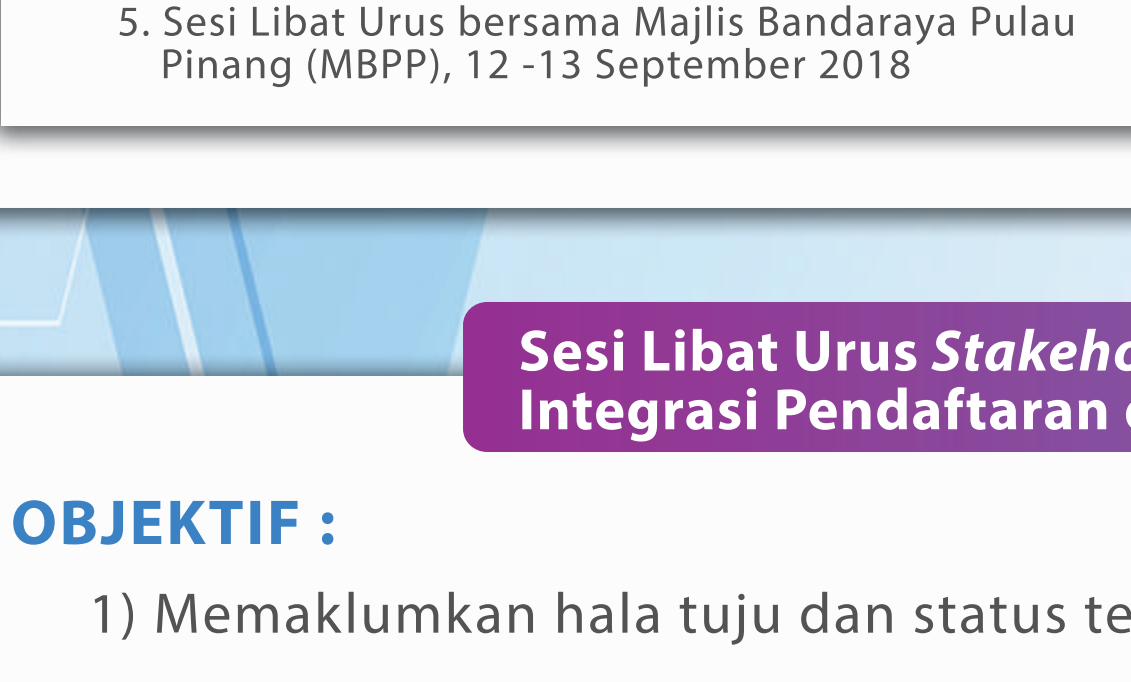 5. Sesi Libat Urus bersama Majlis Bandaraya Pulau
Pinang (MBPP), 12 -13 September 2018
Sesi Libat Urus
Integrasi Pendaftaran
OBJEKTIF :
1) Memaklumkan hala tuju dan status